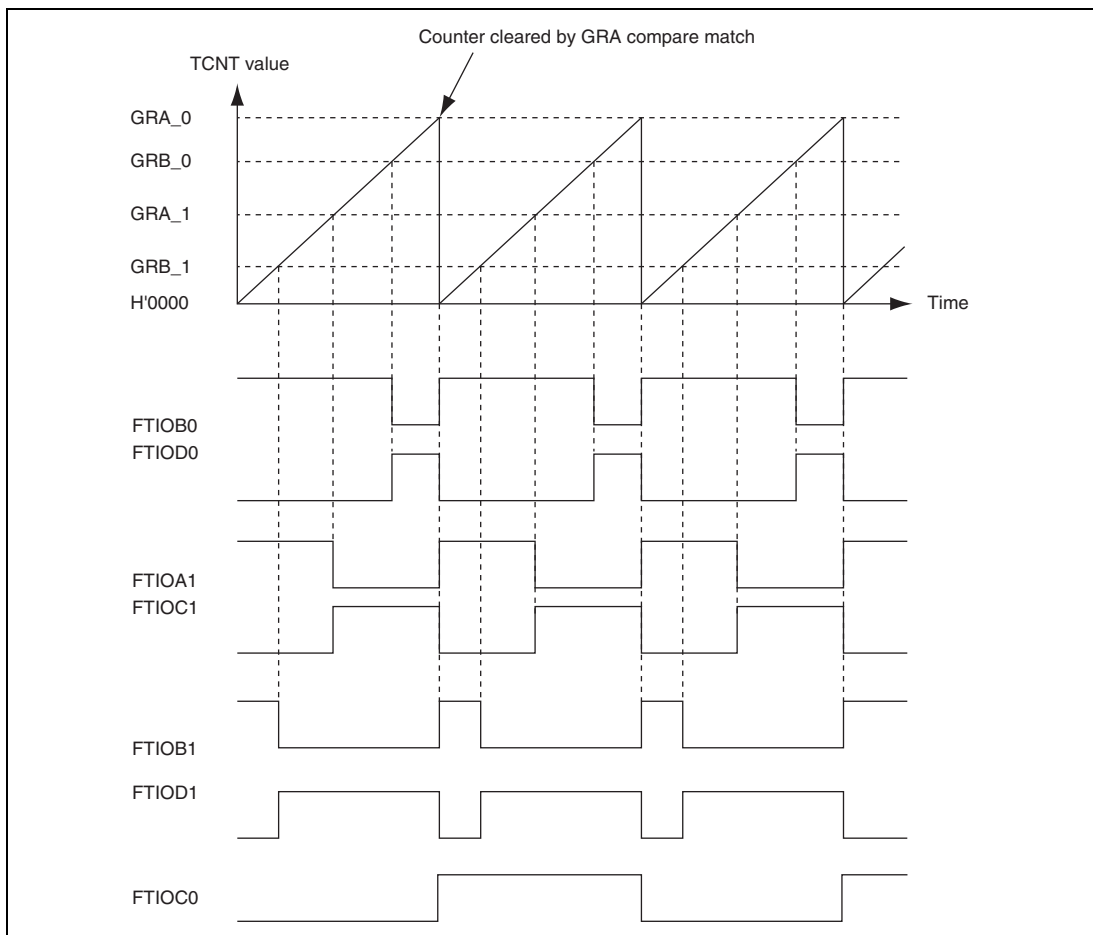 Counter cleared by GRA compare match
TCNT value
GRA_0
GRB_0
GRA_1
GRB_1
H'0000
Time
FTIOB0
FTIOD0
FTIOA1
FTIOC1
FTIOB1
FTIOD1
FTIOC0